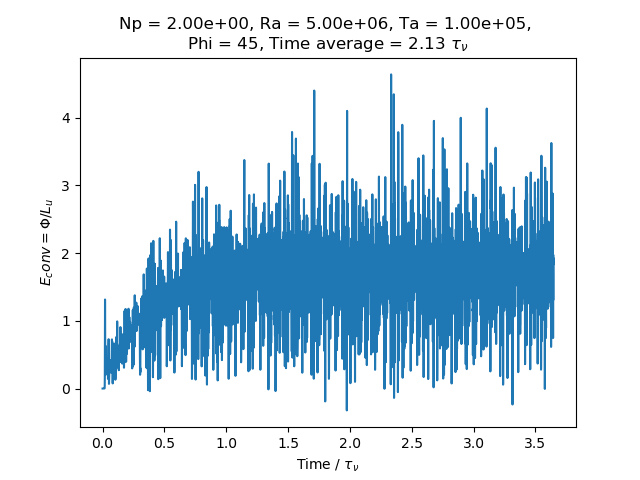 Np = 2.00e+00, Ra = 5.00e+06, Ta = 1.00e+05,
Phi = 45, Time average = 2.13 τν
E_conv = Φ/L_u
4
3
2
1
0
0.0 0.5 1.0 1.5 2.0 2.5 3.0 3.5
Time / τν